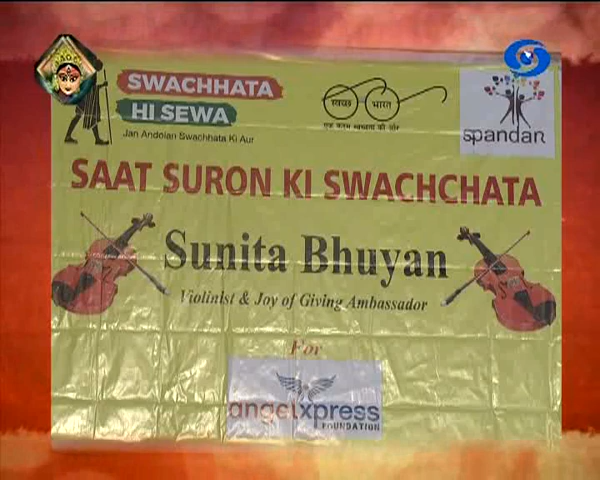 SWACHHATA
HI SEWA
Jan Andolan Swachhata Ki Aur
स्वच्छ भारत
एक कदम स्वच्छता की ओर
spandan
SAAT SURON KI SWACHCHATA
Sunita Bhuyan
Violinist & Joy of Giving Ambassador
For
angelxpress
FOUNDATION